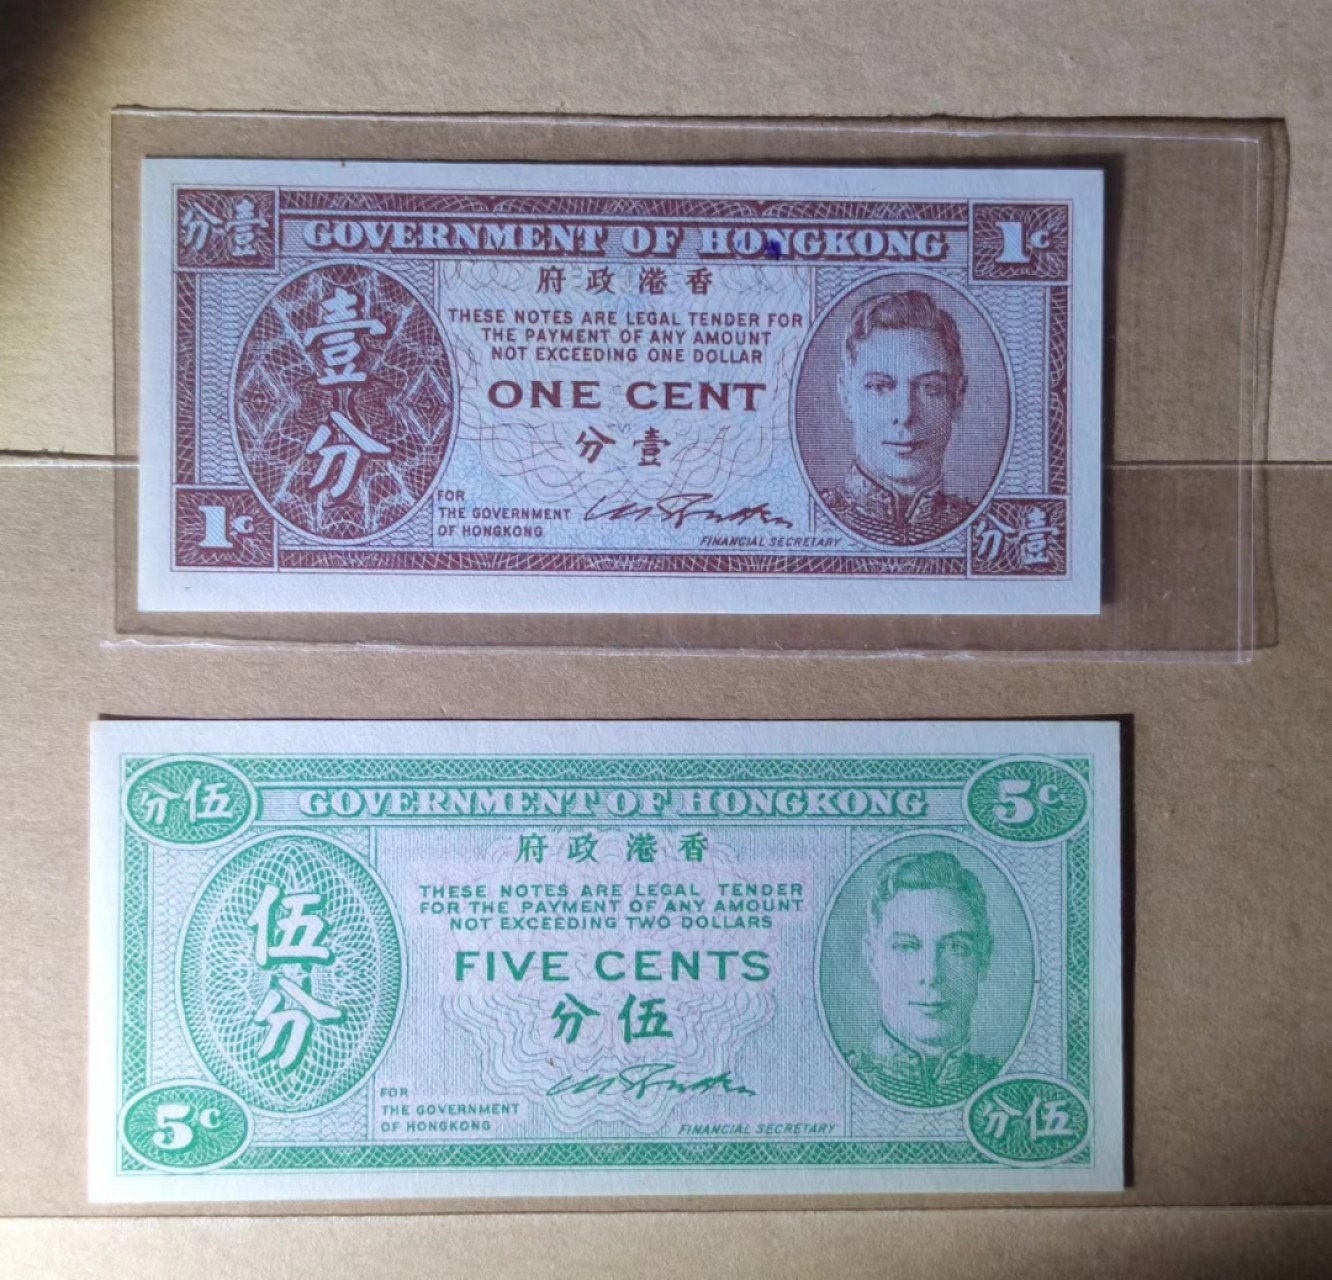 分壹
GOVERNMENT OF HONGKONG
1c
府政港香
壹分
THESE NOTES ARE LEGAL TENDER FOR
THE PAYMENT OF ANY AMOUNT
NOT EXCEEDING ONE DOLLAR
ONE CENT
分壹
FOR
THE GOVERNMENT
OF HONGKONG
FINANCIAL SECRETARY
1c
分壹
分伍
GOVERNMENT OF HONGKONG
5c
府政港香
伍分
THESE NOTES ARE LEGAL TENDER
FOR THE PAYMENT OF ANY AMOUNT
NOT EXCEEDING TWO DOLLARS
FIVE CENTS
分伍
FOR
THE GOVERNMENT
OF HONGKONG
FINANCIAL SECRETARY
5c
分伍